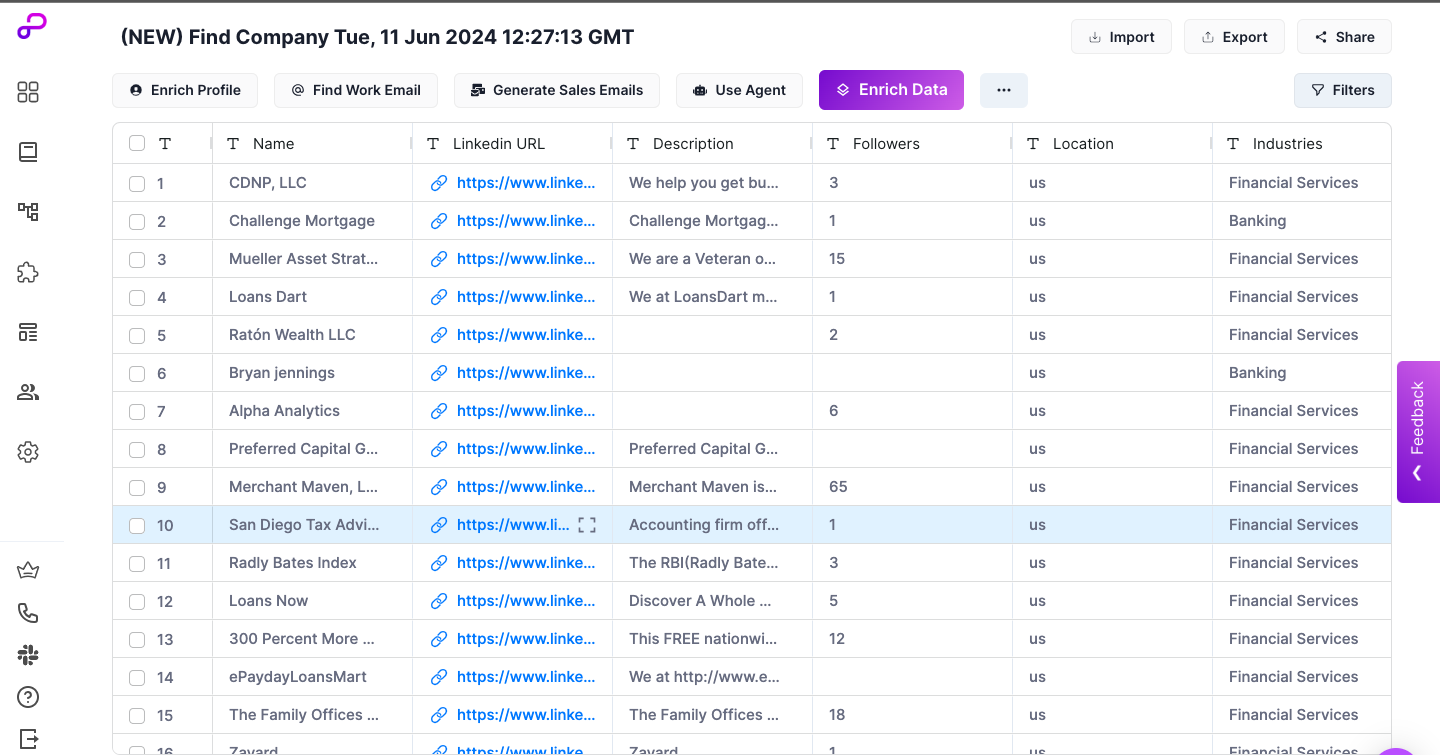 (NEW) Find Company Tue, 11 Jun 2024 12:27:13 GMT
Import Export Share
Enrich Profile Find Work Email Generate Sales Emails Use Agent Enrich Data ... Filters
T T Name T Linkedin URL T Description T Followers T Location T Industries
1 CDNP, LLC https://www.linke... We help you get bu... 3 us Financial Services
2 Challenge Mortgage https://www.linke... Challenge Mortgag... 1 us Banking
3 Mueller Asset Strat... https://www.linke... We are a Veteran o... 15 us Financial Services
4 Loans Dart https://www.linke... We at LoansDart m... 1 us Financial Services
5 Ratón Wealth LLC https://www.linke... 2 us Financial Services
6 Bryan jennings https://www.linke... us Banking
7 Alpha Analytics https://www.linke... 6 us Financial Services
8 Preferred Capital G... https://www.linke... Preferred Capital G... us Financial Services
9 Merchant Maven, L... https://www.linke... Merchant Maven is... 65 us Financial Services
10 San Diego Tax Advi... https://www.li... Accounting firm off... 1 us Financial Services
11 Radly Bates Index https://www.linke... The RBI(Radly Bate... 3 us Financial Services
12 Loans Now https://www.linke... Discover A Whole ... 5 us Financial Services
13 300 Percent More ... https://www.linke... This FREE nationwi... 12 us Financial Services
14 ePaydayLoansMart https://www.linke... We at http://www.e... us Financial Services
15 The Family Offices ... https://www.linke... The Family Offices ... 18 us Financial Services
16 Zavard https://www.linke... Zavard 1 us Financial Services
Feedback